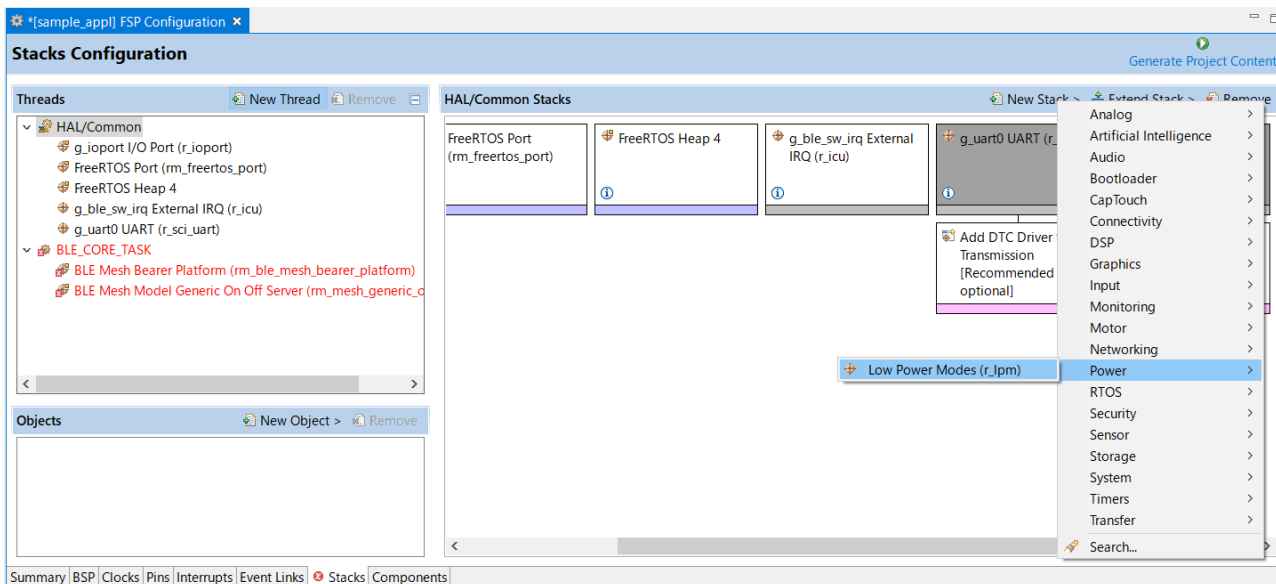 *[sample_appl] FSP Configuration
Stacks Configuration
Generate Project Content
Threads
New Thread
Remove
HAL/Common
g_ioport I/O Port (r_ioport)
FreeRTOS Port (rm_freertos_port)
FreeRTOS Heap 4
g_ble_sw_irq External IRQ (r_icu)
g_uart0 UART (r_sci_uart)
BLE_CORE_TASK
BLE Mesh Bearer Platform (rm_ble_mesh_bearer_platform)
BLE Mesh Model Generic On Off Server (rm_mesh_generic_o
Objects
New Object >
Remove
HAL/Common Stacks
New Stack >
Extend Stack >
Remove
FreeRTOS Port
(rm_freertos_port)
FreeRTOS Heap 4
g_ble_sw_irq External
IRQ (r_icu)
g_uart0 UART (r_
Add DTC Driver
Transmission
[Recommended
optional]
Low Power Modes (r_lpm)
Analog
Artificial Intelligence
Audio
Bootloader
CapTouch
Connectivity
DSP
Graphics
Input
Monitoring
Motor
Networking
Power
RTOS
Security
Sensor
Storage
System
Timers
Transfer
Search...
Summary
BSP
Clocks
Pins
Interrupts
Event Links
Stacks
Components